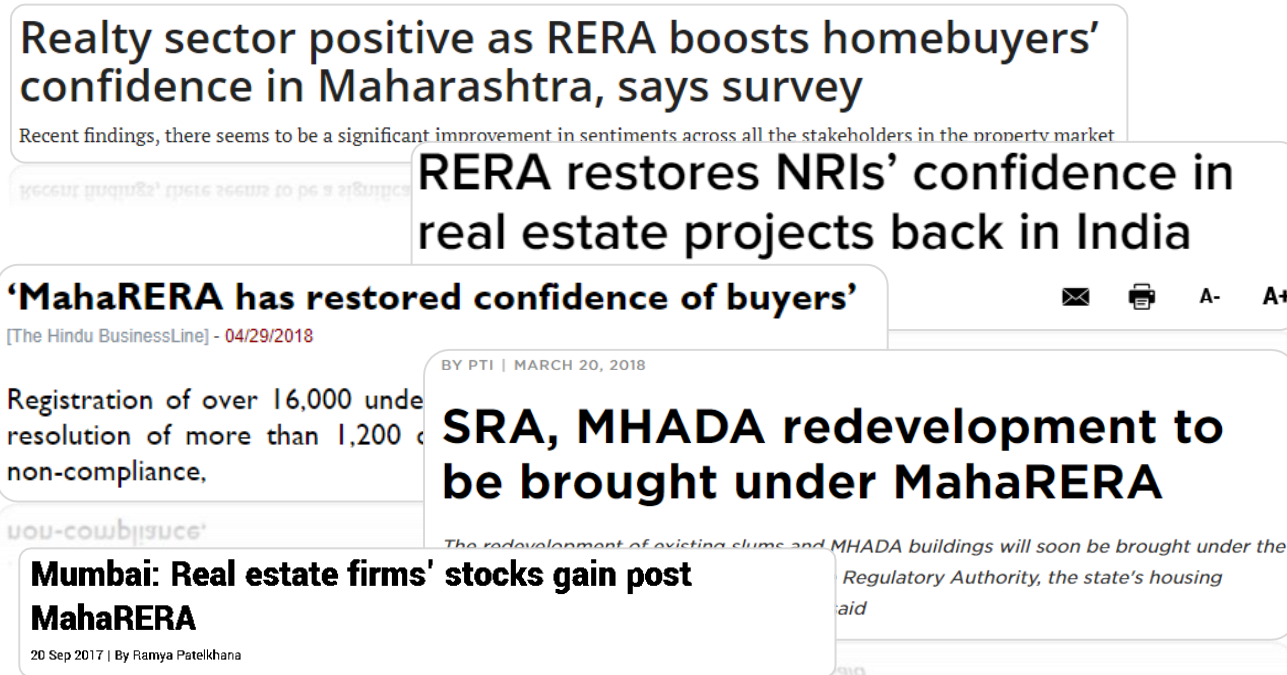 Realty sector positive as RERA boosts homebuyers’
confidence in Maharashtra, says survey
Recent findings, there seems to be a significant improvement in sentiments across all the stakeholders in the property market
RERA restores NRIs’ confidence in
real estate projects back in India
A- A+
‘MahaRERA has restored confidence of buyers’
[The Hindu BusinessLine] - 04/29/2018
Registration of over 16,000 unde
resolution of more than 1,200
non-compliance,
BY PTI | MARCH 20, 2018
SRA, MHADA redevelopment to
be brought under MahaRERA
The redevelopment of existing slums and MHADA buildings will soon be brought under the
Regulatory Authority, the state's housing
aid
Mumbai: Real estate firms' stocks gain post
MahaRERA
20 Sep 2017 | By Ramya Patelkhana